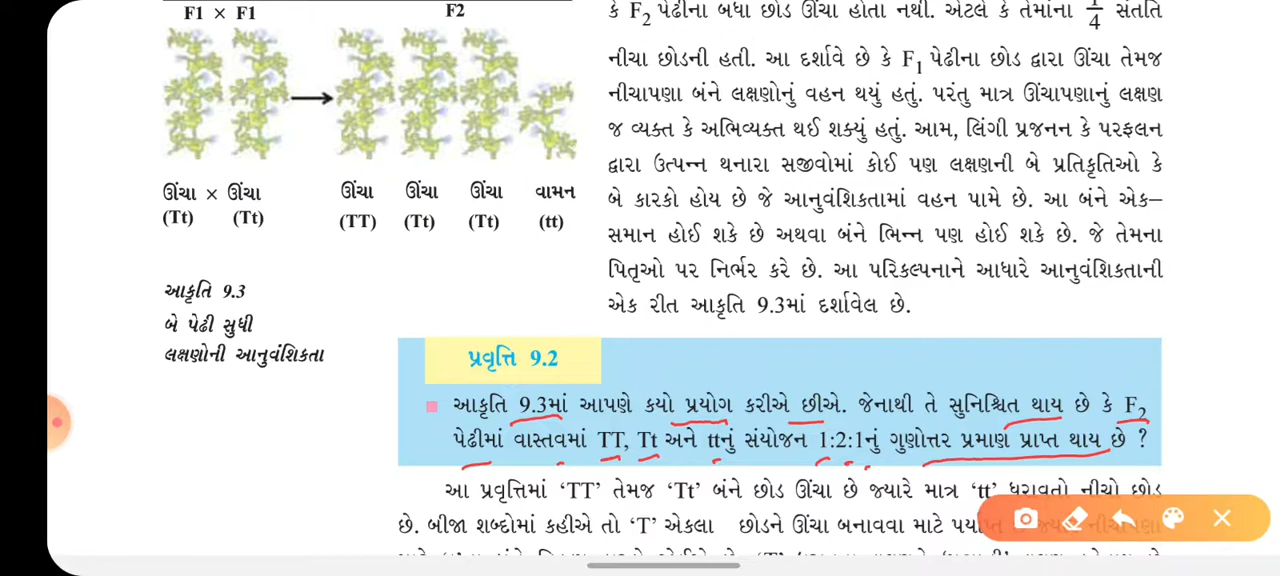 F1 × F1
F2
ઊંચા × ઊંચા
(Tt) (Tt)
ઊંચા ઊંચા ઊંચા વામન
(TT) (Tt) (Tt) (tt)
આકૃતિ 9.3
બે પેઢી સુધી
લક્ષણોની આનુવંશિકતા
કે F2 પેઢીના બધા છોડ ઊંચા હોતા નથી. એટલે કે તેમાંના 1/4 સંતતિ
નીચા છોડની હતી. આ દર્શાવે છે કે F1 પેઢીના છોડ દ્વારા ઊંચા તેમજ
નીચાપણા બંને લક્ષણોનું વહન થયું હતું. પરંતુ માત્ર ઊંચાપણાનું લક્ષણ
જ વ્યક્ત કે અભિવ્યક્ત થઈ શક્યું હતું. આમ, લિંગી પ્રજનન કે પરફલન
દ્વારા ઉત્પન્ન થનારા સજીવોમાં કોઈ પણ લક્ષણની બે પ્રતિકૃતિઓ કે
બે કારકો હોય છે જે આનુવંશિકતામાં વહન પામે છે. આ બંને એક–
સમાન હોઈ શકે છે અથવા બંને ભિન્ન પણ હોઈ શકે છે. જે તેમના
પિતૃઓ પર નિર્ભર કરે છે. આ પરિકલ્પનાને આધારે આનુવંશિકતાની
એક રીત આકૃતિ 9.3માં દર્શાવેલ છે.
પ્રવૃત્તિ 9.2
આકૃતિ 9.3માં આપણે કયો પ્રયોગ કરીએ છીએ. જેનાથી તે સુનિશ્ચિત થાય છે કે F2
પેઢીમાં વાસ્તવમાં TT, Tt અને ttનું સંયોજન 1:2:1નું ગુણોત્તર પ્રમાણ પ્રાપ્ત થાય છે ?
આ પ્રવૃત્તિમાં ‘TT’ તેમજ ‘Tt’ બંને છોડ ઊંચા છે જ્યારે માત્ર ‘tt’ ધરાવતો નીચો છોડ
છે. બીજા શબ્દોમાં કહીએ તો ‘T’ એકલા છોડને ઊંચા બનાવવા માટે